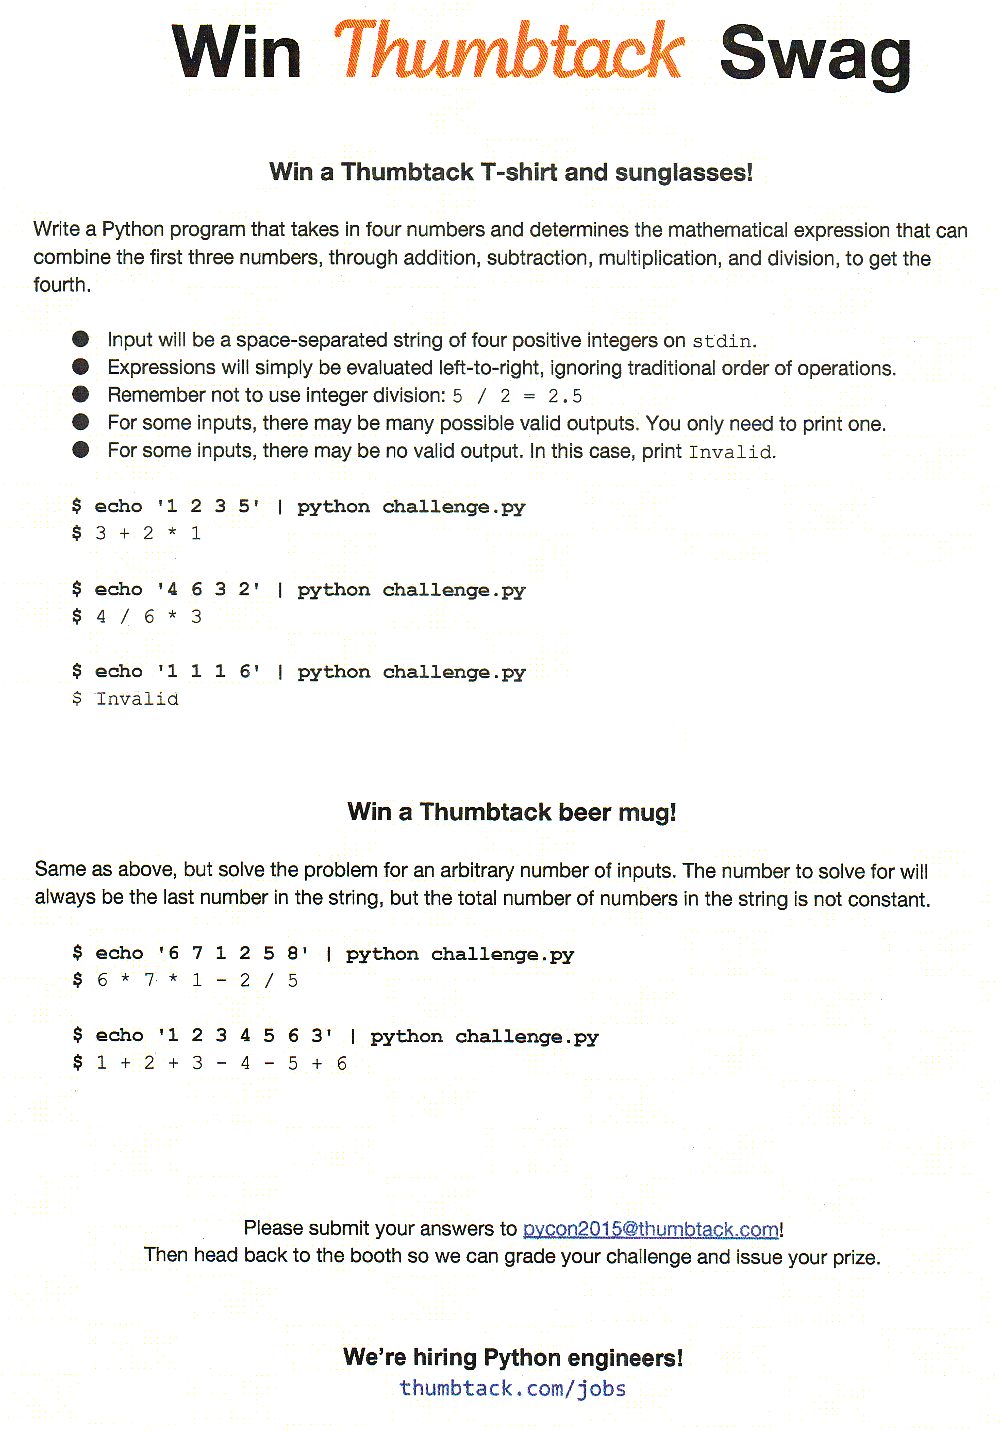 Win Thumbtack Swag
Win a Thumbtack T-shirt and sunglasses!
Write a Python program that takes in four numbers and determines the mathematical expression that can
combine the first three numbers, through addition, subtraction, multiplication, and division, to get the
fourth.
● Input will be a space-separated string of four positive integers on stdin.
● Expressions will simply be evaluated left-to-right, ignoring traditional order of operations.
● Remember not to use integer division: 5 / 2 = 2.5
● For some inputs, there may be many possible valid outputs. You only need to print one.
● For some inputs, there may be no valid output. In this case, print Invalid.
$ echo '1 2 3 5' | python challenge.py
$ 3 + 2 * 1
$ echo '4 6 3 2' | python challenge.py
$ 4 / 6 * 3
$ echo '1 1 1 6' | python challenge.py
$ Invalid
Win a Thumbtack beer mug!
Same as above, but solve the problem for an arbitrary number of inputs. The number to solve for will
always be the last number in the string, but the total number of numbers in the string is not constant.
$ echo '6 7 1 2 5 8' | python challenge.py
$ 6 * 7 * 1 - 2 / 5
$ echo '1 2 3 4 5 6 3' | python challenge.py
$ 1 + 2 + 3 - 4 - 5 + 6
Please submit your answers to pycon2015@thumbtack.com!
Then head back to the booth so we can grade your challenge and issue your prize.
We're hiring Python engineers!
thumbtack.com/jobs